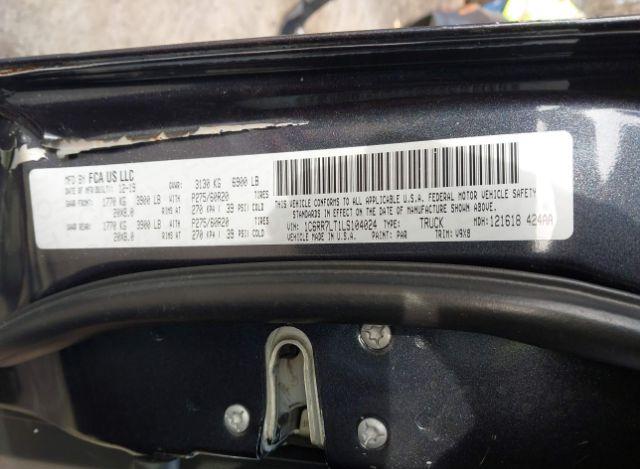 MFD BY FCA US LLC
DATE OF MFR(BUILT): 12-19 GVWR: 3130 KG 6900 LB
GAWR FRONT: 1770 KG 3900 LB WITH P275/60R20 TIRES
20X8.0 RIMS AT 270 KPA / 39 PSI COLD
GAWR REAR: 1770 KG 3900 LB WITH P275/60R20 TIRES
20X8.0 RIMS AT 270 KPA / 39 PSI COLD
THIS VEHICLE CONFORMS TO ALL APPLICABLE U.S.A. FEDERAL MOTOR VEHICLE SAFETY
STANDARDS IN EFFECT ON THE DATE OF MANUFACTURE SHOWN ABOVE.
VIN: 1C6RR7LT1LS104024 TYPE: TRUCK MDH: 121618 424AA
VEHICLE MADE IN U.S.A. PAINT: PAR TRIM: V9X8